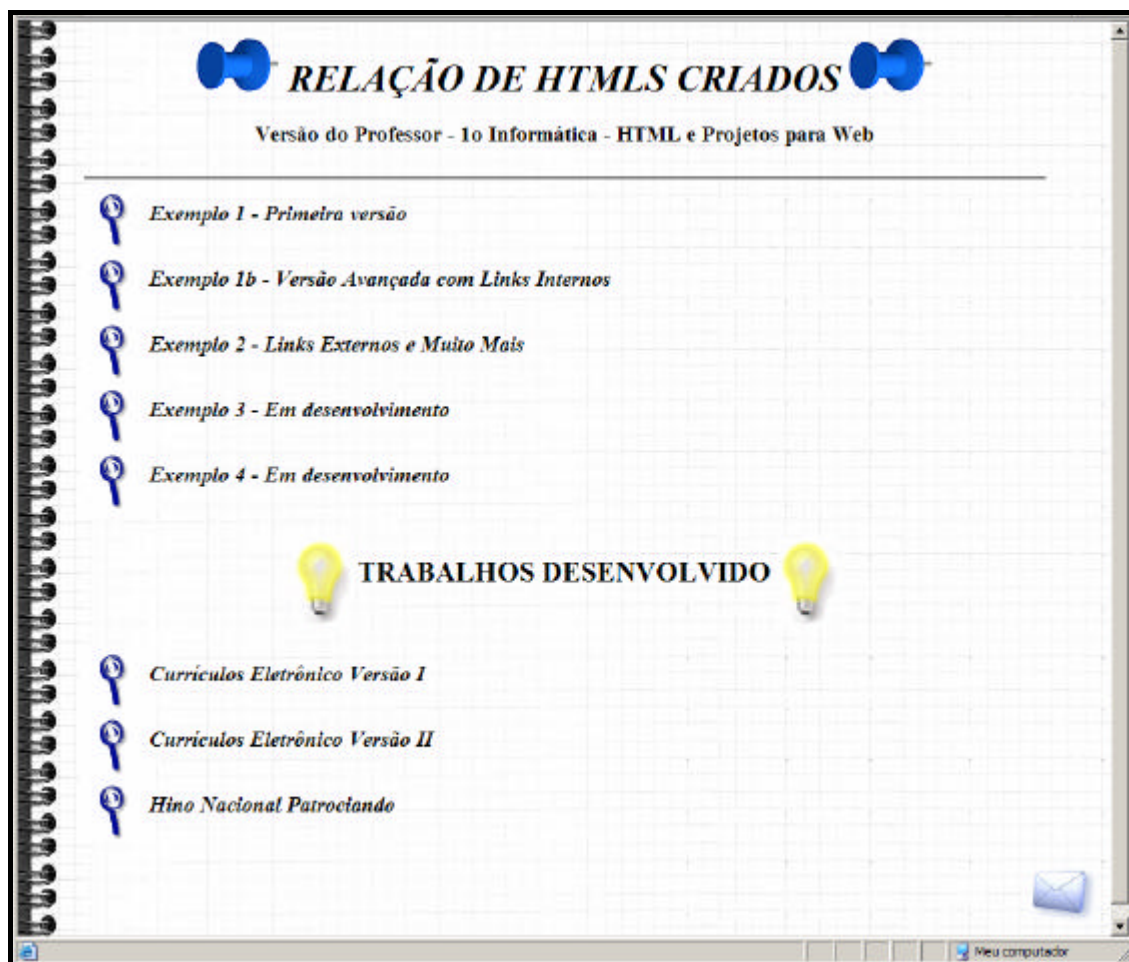 RELAÇÃO DE HTMLS CRIADOS
Versão do Professor - 1o Informática - HTML e Projetos para Web
Exemplo 1 - Primeira versão
Exemplo 1b - Versão Avançada com Links Internos
Exemplo 2 - Links Externos e Muito Mais
Exemplo 3 - Em desenvolvimento
Exemplo 4 - Em desenvolvimento
TRABALHOS DESENVOLVIDO
Currículos Eletrônico Versão I
Currículos Eletrônico Versão II
Hino Nacional Patrociando
Meu computador